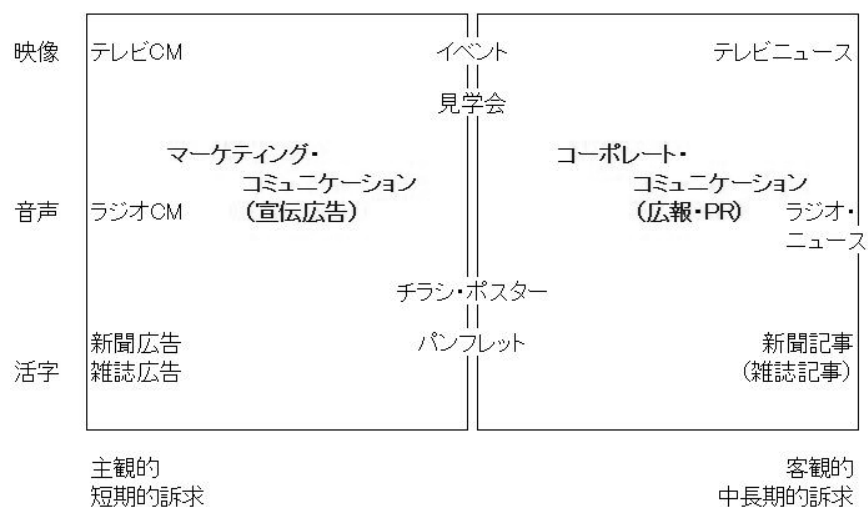 映像
テレビCM
イベント
テレビニュース
見学会
マーケティング・
コミュニケーション
(宣伝広告)
コーポレート・
コミュニケーション
(広報・PR)
音声
ラジオCM
ラジオ・
ニュース
チラシ・ポスター
パンフレット
活字
新聞広告
雑誌広告
新聞記事
(雑誌記事)
主観的
短期的訴求
客観的
中長期的訴求